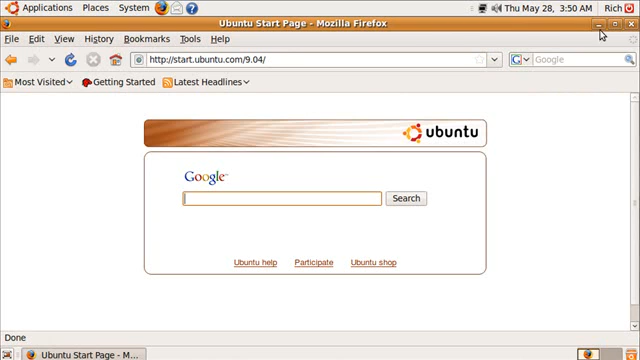 Applications Places System Thu May 28, 3:50 AM Rich
Ubuntu Start Page - Mozilla Firefox
File Edit View History Bookmarks Tools Help
http://start.ubuntu.com/9.04/ G Google
Most Visited Getting Started Latest Headlines
ubuntu
Google™
Search
Ubuntu help Participate Ubuntu shop
Done
Ubuntu Start Page - M...